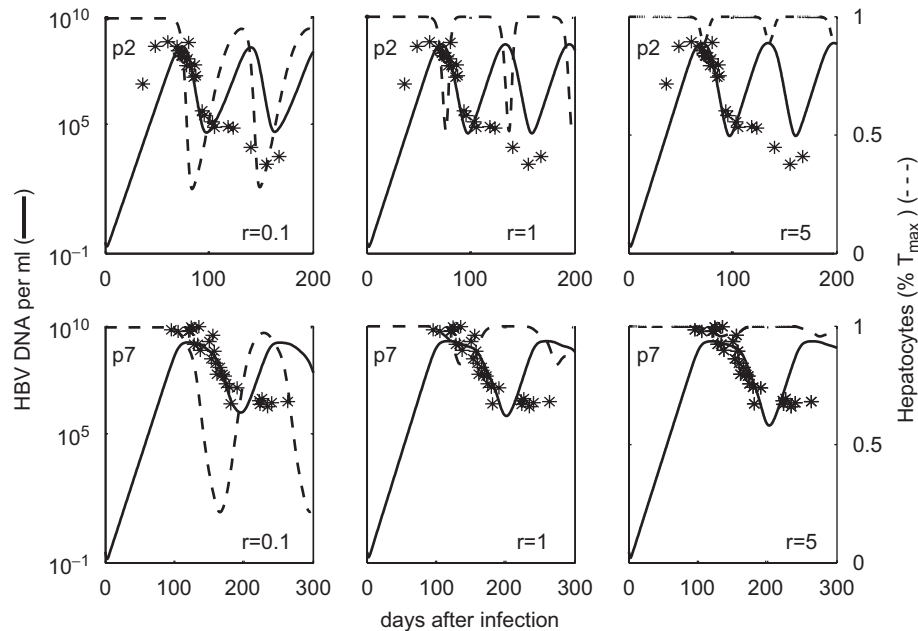 10^10
10^5
10^-1
p2
r=0.1
0 100 200
p2
r=1
0 100 200
p2
r=5
0 100 200
1
0.5
0
10^10
10^5
10^-1
p7
r=0.1
0 100 200 300
p7
r=1
0 100 200 300
p7
r=5
0 100 200 300
1
0.5
0
HBV DNA per ml (—)
Hepatocytes (% T_max) (- - -)
days after infection